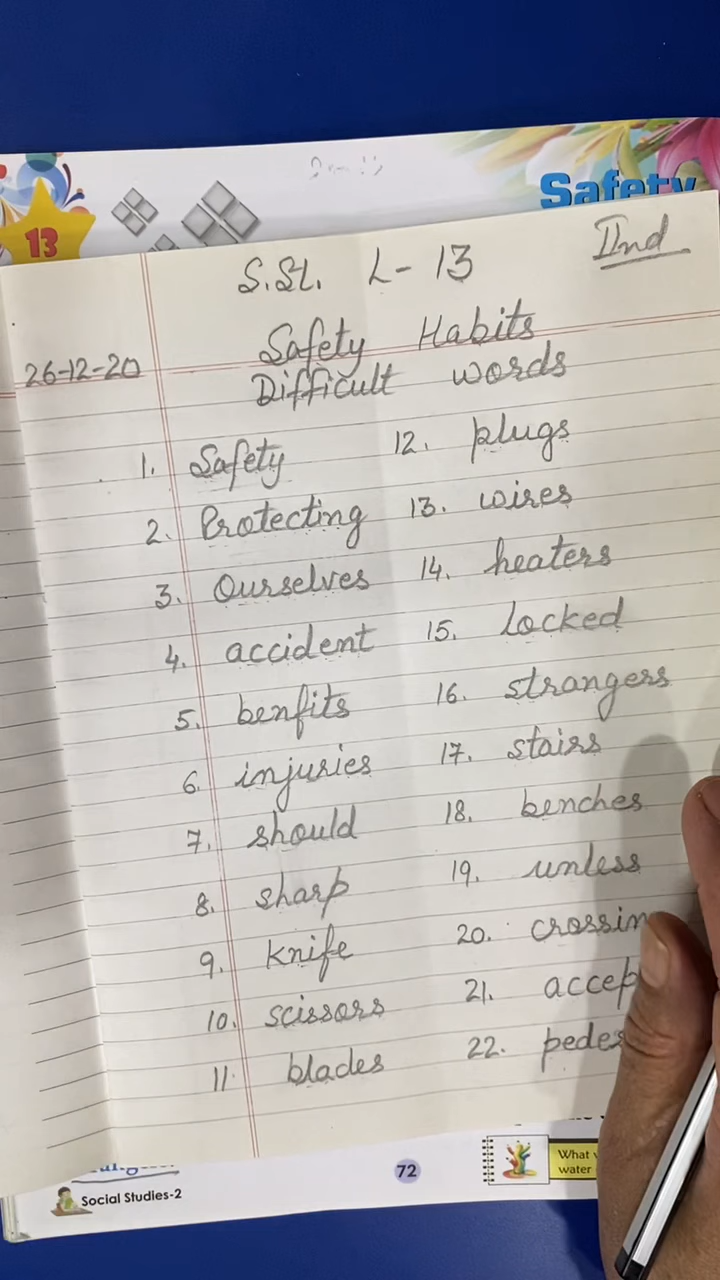 Safety
13
S.St. L-13 IInd
Safety Habits
26-12-20
Difficult words
1. Safety
2. Protecting
3. Ourselves
4. accident
5. benfits
6. injuries
7. should
8. sharp
9. knife
10. scissors
11. blades
12. plugs
13. wires
14. heaters
15. locked
16. strangers
17. stairs
18. benches
19. unless
20. crossin
21. accep
22. pedes
72
Social Studies-2
What
water